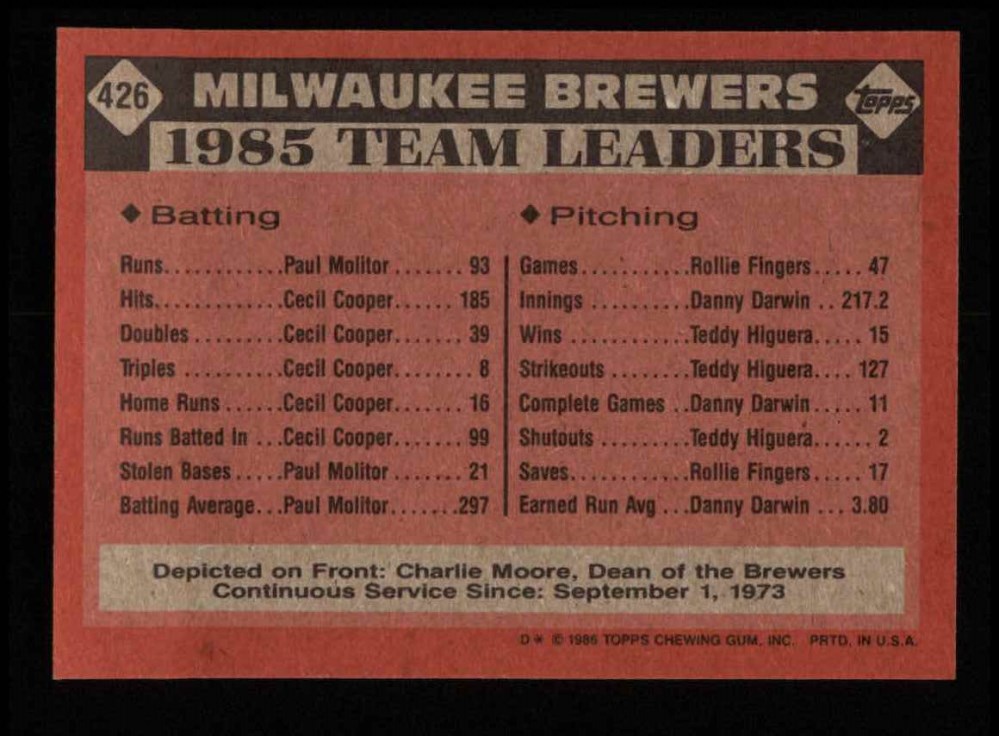 426 MILWAUKEE BREWERS Topps
1985 TEAM LEADERS
◆ Batting
Runs............Paul Molitor ....... 93
Hits.............Cecil Cooper...... 185
Doubles .........Cecil Cooper....... 39
Triples ..........Cecil Cooper........ 8
Home Runs ......Cecil Cooper....... 16
Runs Batted In ...Cecil Cooper....... 99
Stolen Bases .....Paul Molitor ....... 21
Batting Average...Paul Molitor.......297
◆ Pitching
Games...........Rollie Fingers..... 47
Innings ..........Danny Darwin .. 217.2
Wins ............Teddy Higuera..... 15
Strikeouts ........Teddy Higuera.... 127
Complete Games ..Danny Darwin ..... 11
Shutouts .........Teddy Higuera...... 2
Saves............Rollie Fingers..... 17
Earned Run Avg ...Danny Darwin ... 3.80
Depicted on Front: Charlie Moore, Dean of the Brewers
Continuous Service Since: September 1, 1973
D* © 1986 TOPPS CHEWING GUM, INC. PRTD. IN U.S.A.